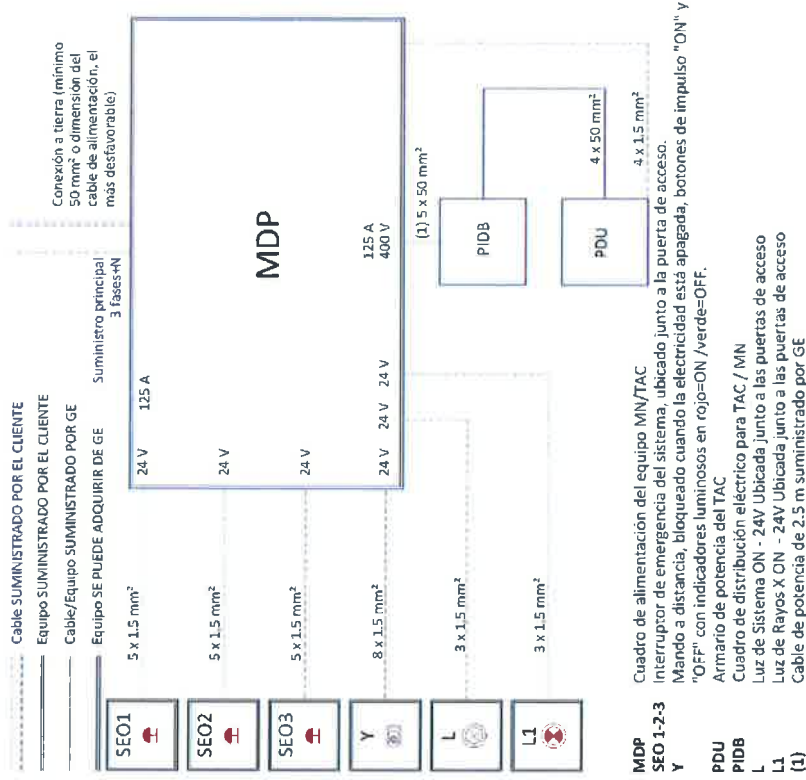 Cable SUMINISTRADO POR EL CLIENTE
Equipo SUMINISTRADO POR EL CLIENTE
Cable/Equipo SUMINISTRADO POR GE
Equipo SE PUEDE ADQUIRIR DE GE
Suministro principal
3 fases+N
Conexión a tierra (mínimo
50 mm² o dimensión del
cable de alimentación, el
más desfavorable)
SEO1
5 x 1.5 mm²
24 V
125 A
SEO2
5 x 1.5 mm²
24 V
SEO3
5 x 1.5 mm²
24 V
Y
8 x 1.5 mm²
24 V
L
3 x 1.5 mm²
24 V
L1
3 x 1.5 mm²
24 V
MDP
125 A
400 V
(1) 5 x 50 mm²
PIDB
4 x 50 mm²
PDU
4 x 1.5 mm²
MDP Cuadro de alimentación del equipo MN/TAC
SEO 1-2-3 Interruptor de emergencia del sistema, ubicado junto a la puerta de acceso.
Y Mando a distancia, bloqueado cuando la electricidad está apagada, botones de impulso "ON" y
"OFF" con indicadores luminosos en rojo=ON /verde=OFF.
PDU Armario de potencia del TAC
PIDB Cuadro de distribución eléctrico para TAC / MN
L Luz de Sistema ON - 24V Ubicada junto a las puertas de acceso
L1 Luz de Rayos X ON - 24V Ubicada junto a las puertas de acceso
(1) Cable de potencia de 2.5 m suministrado por GE